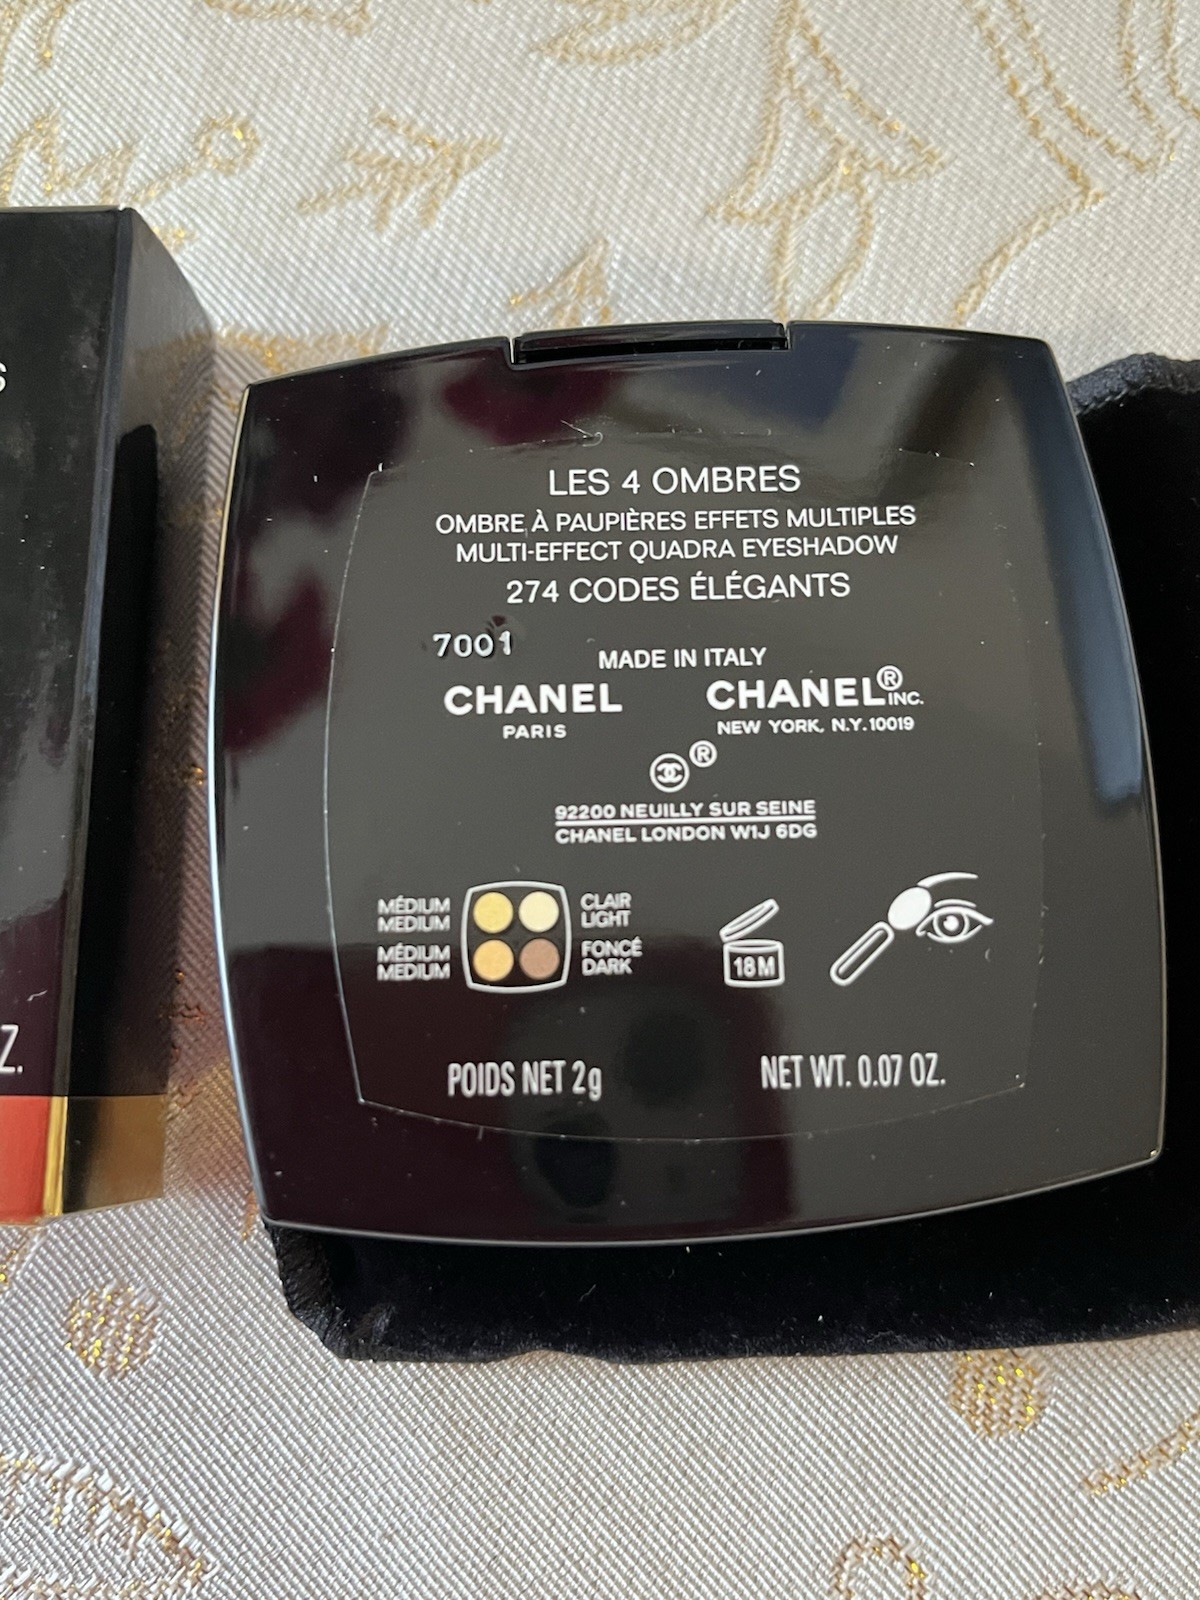 LES 4 OMBRES
OMBRE À PAUPIÈRES EFFETS MULTIPLES
MULTI-EFFECT QUADRA EYESHADOW
274 CODES ÉLÉGANTS
7001
MADE IN ITALY
CHANEL
PARIS
CHANEL® INC.
NEW YORK, N.Y. 10019
®
92200 NEUILLY SUR SEINE
CHANEL LONDON W1J 6DG
MÉDIUM
MEDIUM
CLAIR
LIGHT
MÉDIUM
MEDIUM
FONCÉ
DARK
18M
POIDS NET 2g
NET WT. 0.07 OZ.
S
Z.